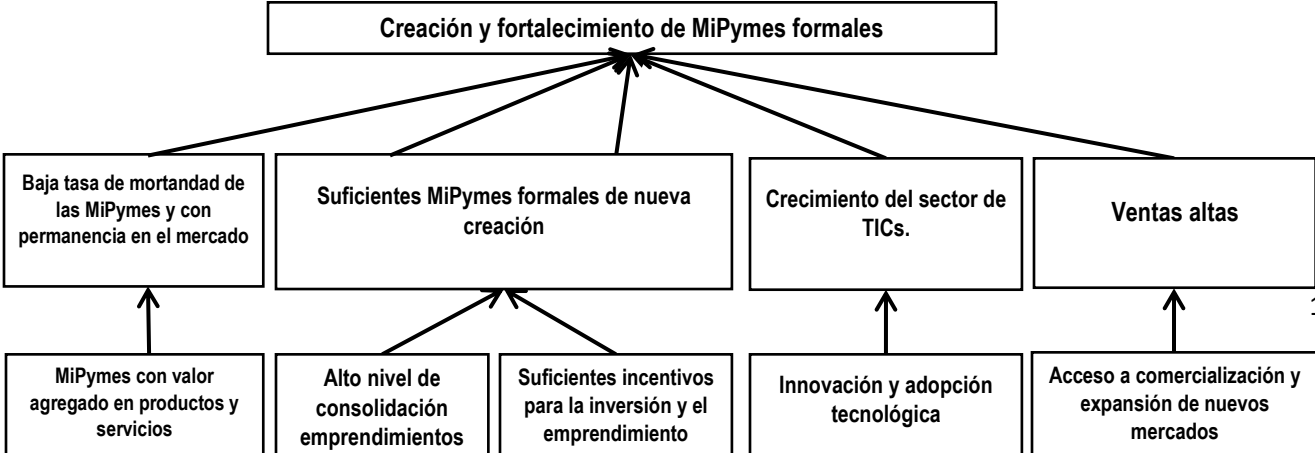 Creación y fortalecimiento de MiPymes formales
Baja tasa de mortandad de
las MiPymes y con
permanencia en el mercado
Suficientes MiPymes formales de nueva
creación
Crecimiento del sector de
TICs.
Ventas altas
MiPymes con valor
agregado en productos y
servicios
Alto nivel de
consolidación
emprendimientos
Suficientes incentivos
para la inversión y el
emprendimiento
Innovación y adopción
tecnológica
Acceso a comercialización y
expansión de nuevos
mercados